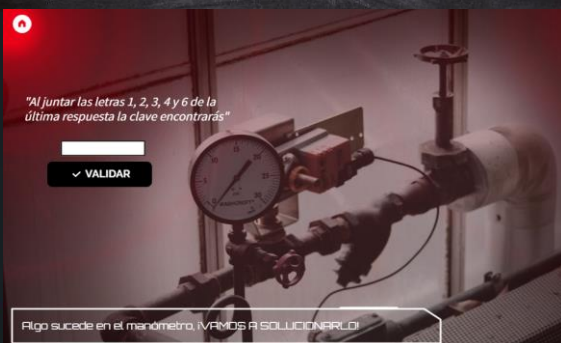 "Al juntar las letras 1, 2, 3, 4 y 6 de la
última respuesta la clave encontrarás"
✓ VALIDAR
Algo sucede en el manómetro, ¡VAMOS A SOLUCIONARLO!